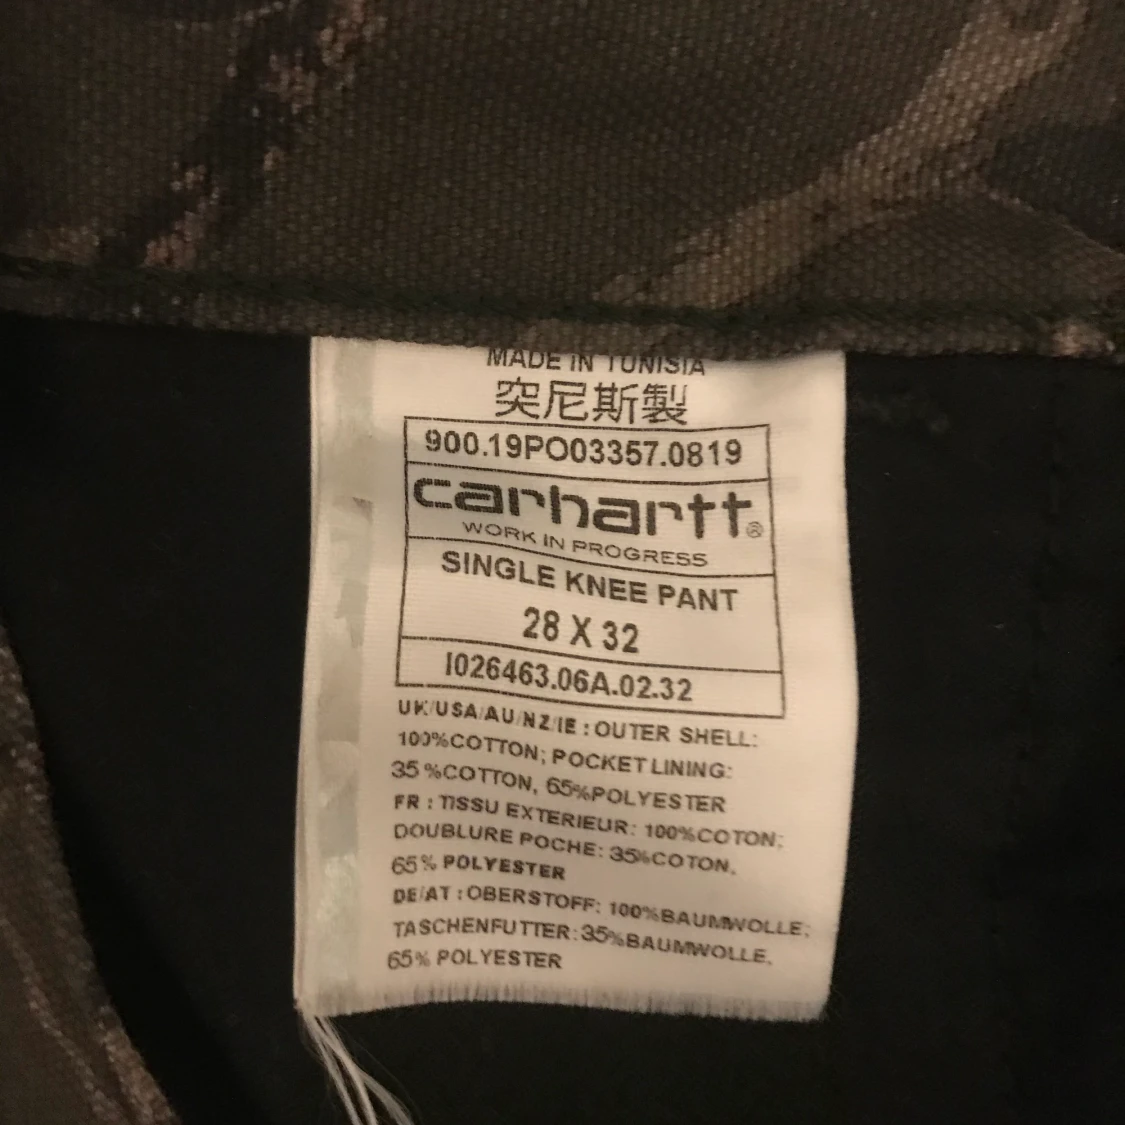 MADE IN TUNISIA
突尼斯製
900.19PO03357.0819
carhartt®
WORK IN PROGRESS
SINGLE KNEE PANT
28 X 32
I026463.06A.02.32
UK/USA/AU/NZ/IE : OUTER SHELL:
100%COTTON; POCKET LINING:
35%COTTON, 65%POLYESTER
FR : TISSU EXTERIEUR: 100%COTON;
DOUBLURE POCHE: 35%COTON,
65% POLYESTER
DE/AT : OBERSTOFF: 100%BAUMWOLLE;
TASCHENFUTTER: 35%BAUMWOLLE,
65% POLYESTER